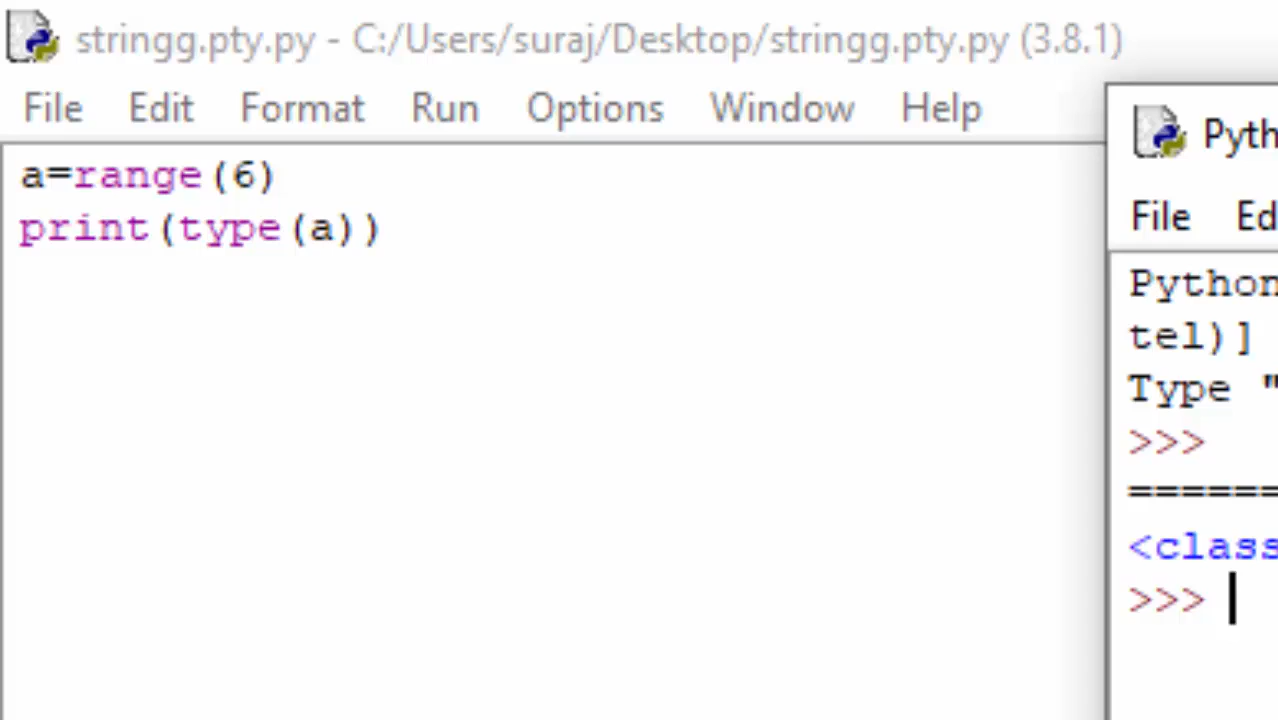 stringg.pty.py - C:/Users/suraj/Desktop/stringg.pty.py (3.8.1)
File Edit Format Run Options Window Help
a=range(6)
print(type(a))
Pyth
File Ed
Python
tel)]
Type "
>>>
======
<class
>>>